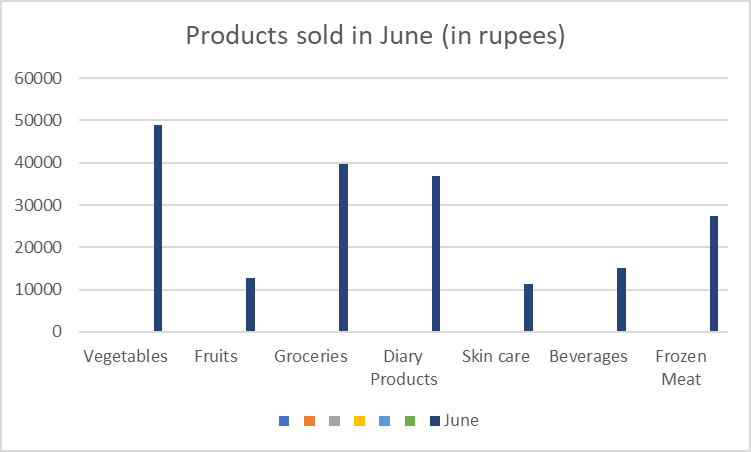 Products sold in June (in rupees)
60000
50000
40000
30000
20000
10000
0
Vegetables Fruits Groceries Diary Skin care Beverages Frozen
Products Meat
June